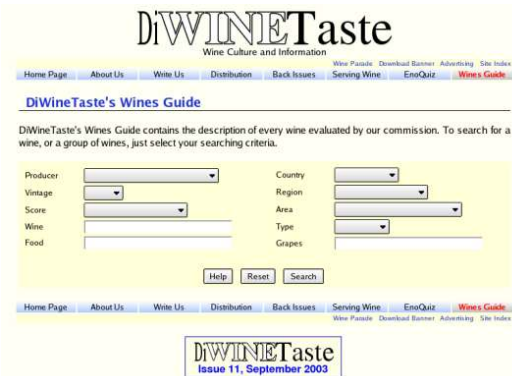 DiWINETaste
Wine Culture and Information
Wine Parade Download Banner Advertising Site Index
Home Page About Us Write Us Distribution Back Issues Serving Wine EnoQuiz Wines Guide
DiWineTaste's Wines Guide
DiWineTaste's Wines Guide contains the description of every wine evaluated by our commission. To search for a
wine, or a group of wines, just select your searching criteria.
Producer Country
Vintage Region
Score Area
Wine Type
Food Grapes
Help Reset Search
Home Page About Us Write Us Distribution Back Issues Serving Wine EnoQuiz Wines Guide
Wine Parade Download Banner Advertising Site Index
DiWINETaste
Issue 11, September 2003